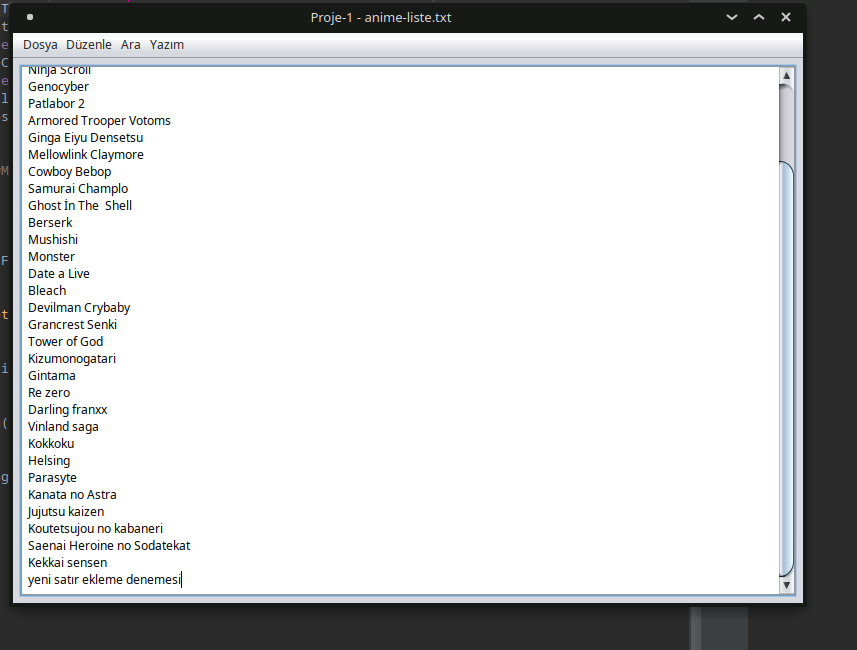 Proje-1 - anime-liste.txt
Dosya Düzenle Ara Yazım
Ninja Scroll
Genocyber
Patlabor 2
Armored Trooper Votoms
Ginga Eiyu Densetsu
Mellowlink Claymore
Cowboy Bebop
Samurai Champlo
Ghost İn The  Shell
Berserk
Mushishi
Monster
Date a Live
Bleach
Devilman Crybaby
Grancrest Senki
Tower of God
Kizumonogatari
Gintama
Re zero
Darling franxx
Vinland saga
Kokkoku
Helsing
Parasyte
Kanata no Astra
Jujutsu kaizen
Koutetsujou no kabaneri
Saenai Heroine no Sodatekat
Kekkai sensen
yeni satır ekleme denemesi